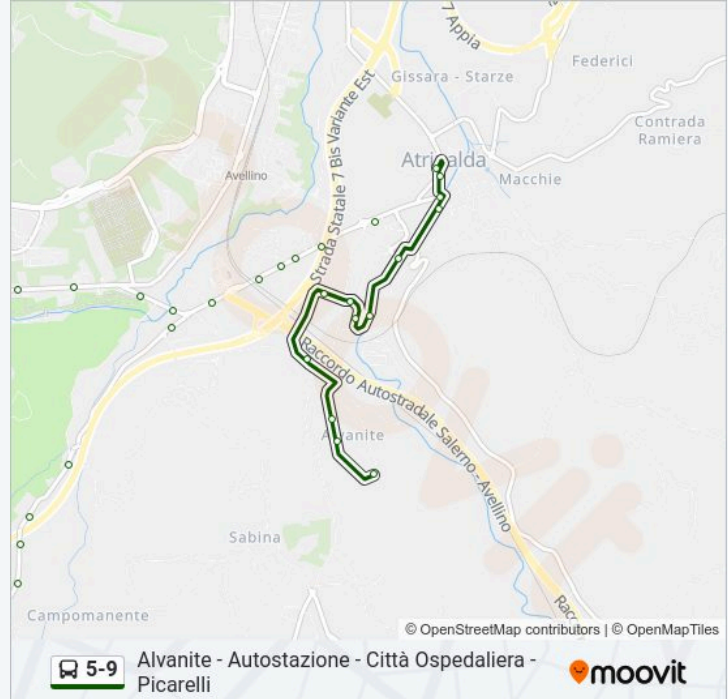 7 Appia
Gissara - Starze
Federici
Contrada
Ramiera
Strada Statale 7 Bis Variante Est
Avellino
Macchie
Raccordo Autostradale Salerno - Avellino
Alvanite
Sabina
Campomanente
© OpenStreetMap contributors | © OpenMapTiles
5-9
Alvanite - Autostazione - Città Ospedaliera -
Picarelli
moovit